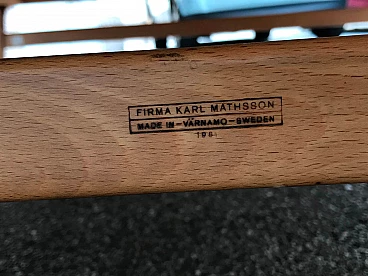 FIRMA KARL MATHSSON
MADE IN-VÄRNAMO-SWEDEN